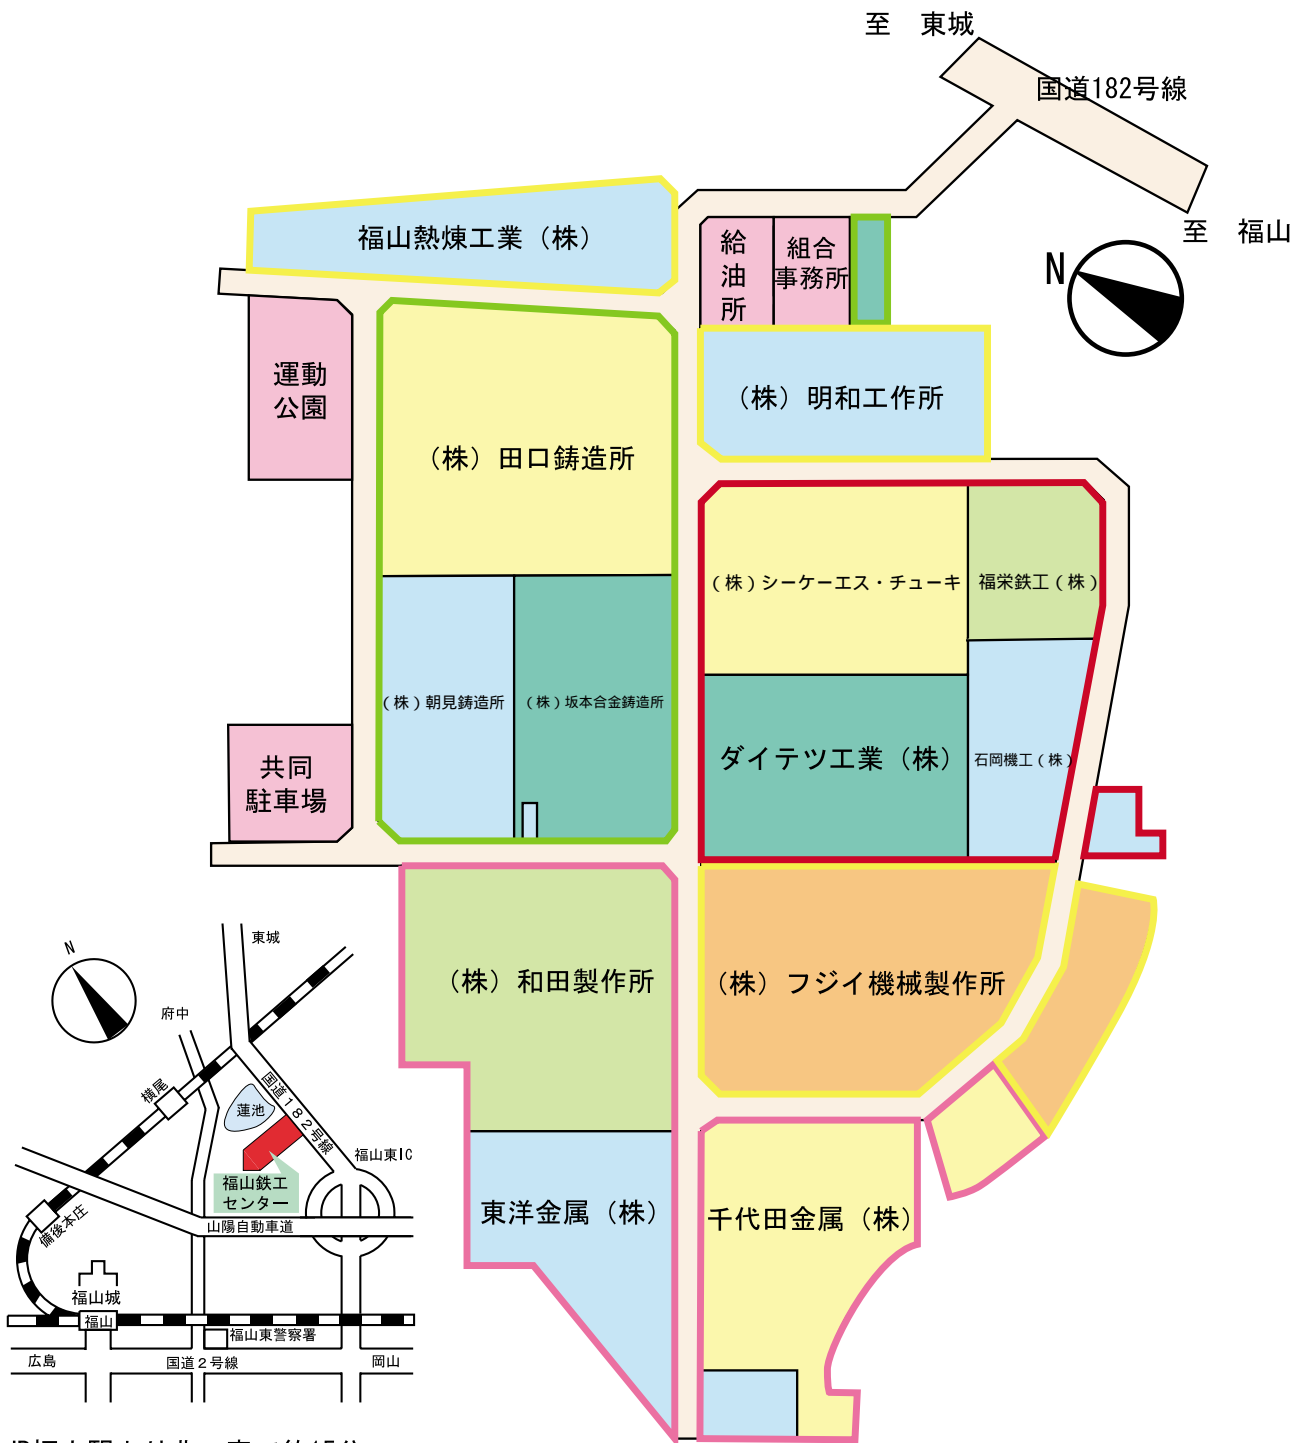 至　東城
国道182号線
至　福山
N
福山熱煉工業（株）
給油所
組合
事務所
運動
公園
（株）明和工作所
（株）田口鋳造所
（株）シーケーエス・チューキ
福栄鉄工（株）
（株）朝見鋳造所
（株）坂本合金鋳造所
ダイテツ工業（株）
石岡機工（株）
共同
駐車場
（株）和田製作所
（株）フジイ機械製作所
東洋金属（株）
千代田金属（株）
N
東城
府中
横尾
国道１８２号線
蓮池
福山東IC
福山鉄工
センター
山陽自動車道
備後本庄
福山城
福山
福山東警察署
広島
国道２号線
岡山